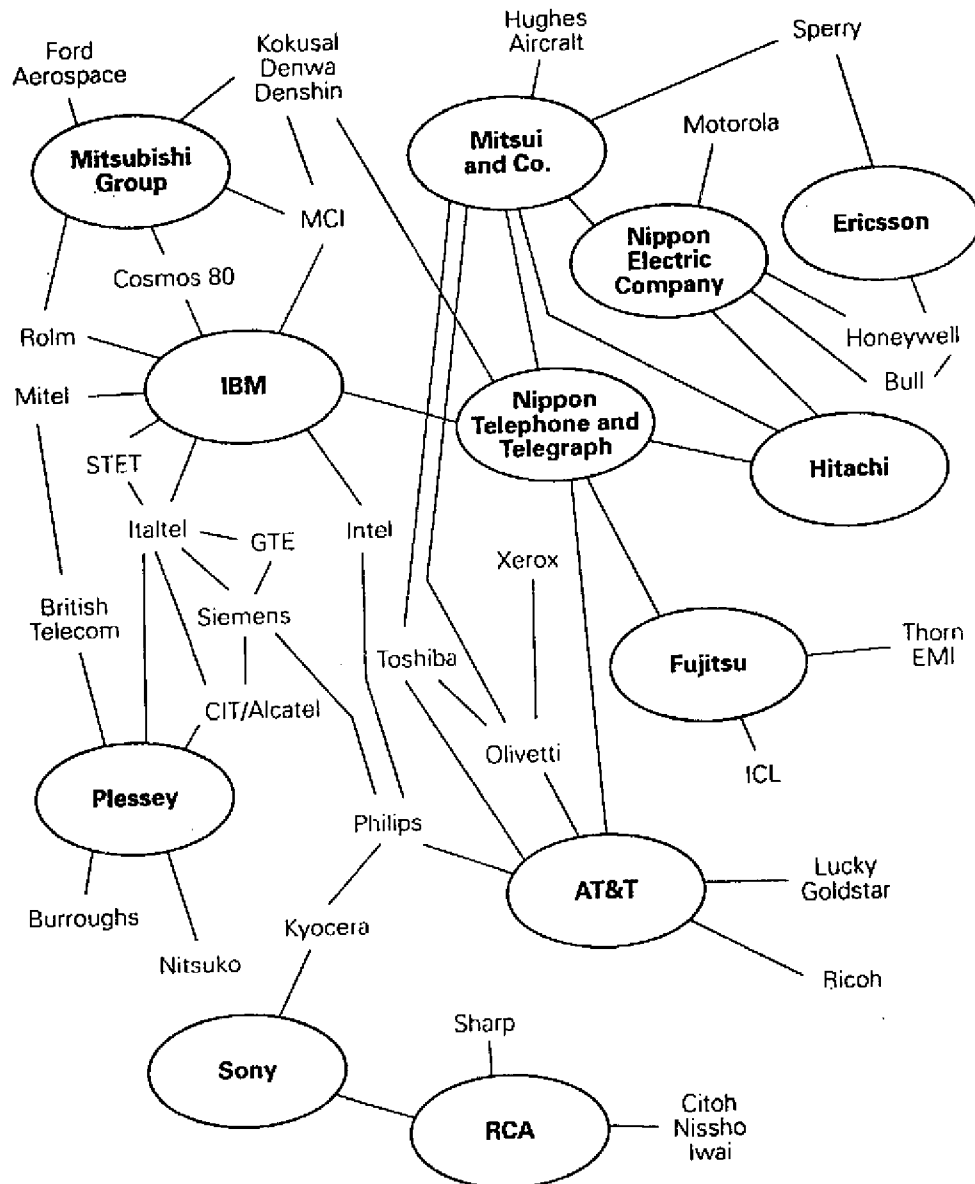 Hughes
Aircralt
Sperry
Ford
Aerospace
Kokusal
Denwa
Denshin
Motorola
Mitsubishi
Group
Mitsui
and Co.
MCI
Nippon
Electric
Company
Ericsson
Cosmos 80
Rolm
Honeywell
Mitel
IBM
Bull
Nippon
Telephone and
Telegraph
STET
Hitachi
Italtel
GTE
Intel
Xerox
British
Telecom
Siemens
Toshiba
Fujitsu
Thorn
EMI
CIT/Alcatel
Olivetti
ICL
Plessey
Philips
AT&T
Lucky
Goldstar
Burroughs
Kyocera
Nitsuko
Ricoh
Sharp
Sony
RCA
Citoh
Nissho
Iwai